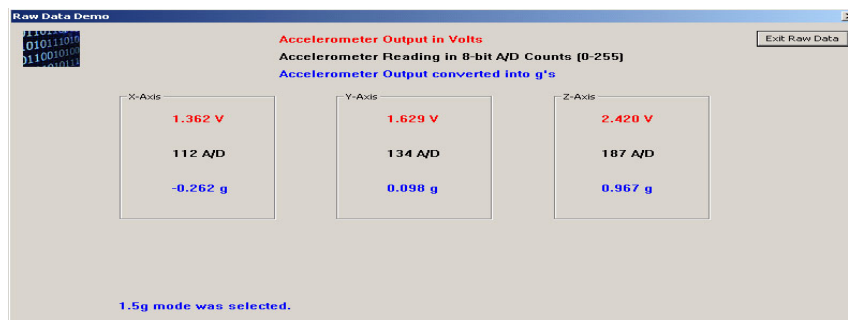 Raw Data Demo
Accelerometer Output in Volts
Exit Raw Data
Accelerometer Reading in 8-bit A/D Counts (0-255)
Accelerometer Output converted into g's
X-Axis
1.362 V
112 A/D
-0.262 g
Y-Axis
1.629 V
134 A/D
0.098 g
Z-Axis
2.420 V
187 A/D
0.967 g
1.5g mode was selected.